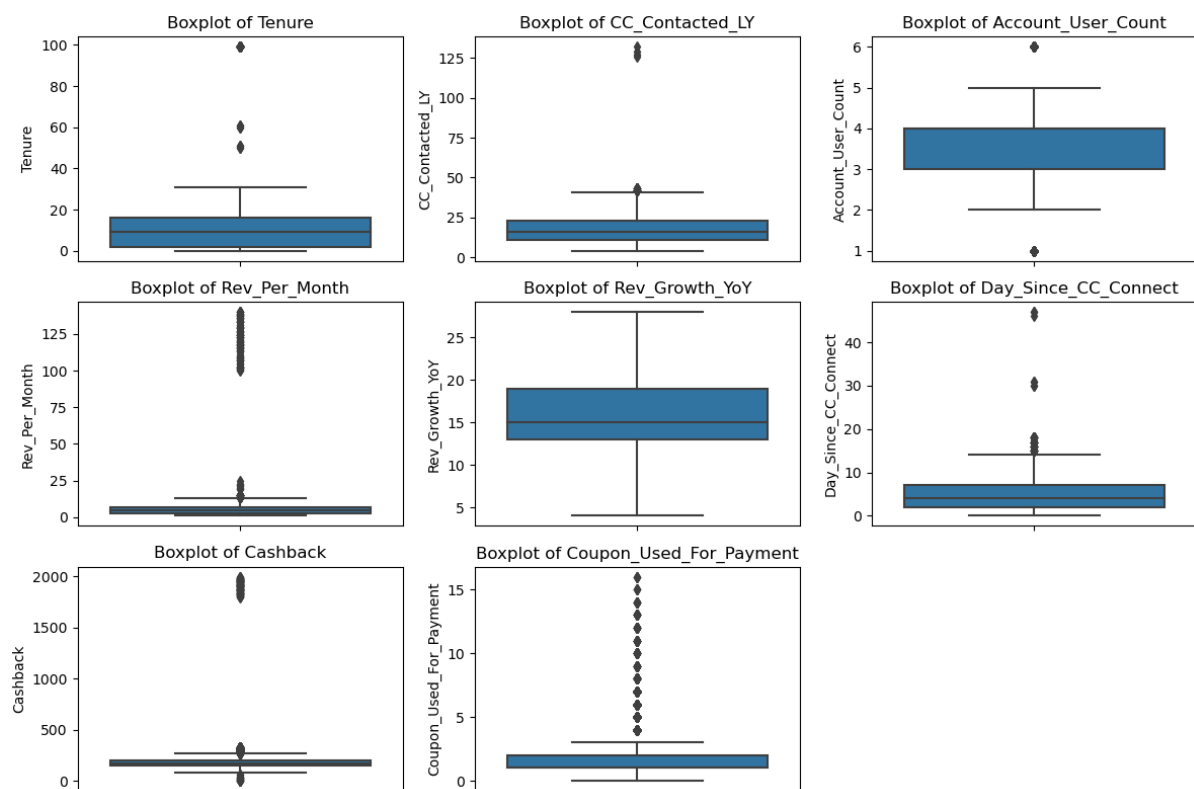 Boxplot of Tenure
100
80
60
40
20
0
Tenure
Boxplot of CC_Contacted_LY
125
100
75
50
25
0
CC_Contacted_LY
Boxplot of Account_User_Count
6
5
4
3
2
1
Account_User_Count
Boxplot of Rev_Per_Month
125
100
75
50
25
0
Rev_Per_Month
Boxplot of Rev_Growth_YoY
25
20
15
10
5
Rev_Growth_YoY
Boxplot of Day_Since_CC_Connect
40
30
20
10
0
Day_Since_CC_Connect
Boxplot of Cashback
2000
1500
1000
500
0
Cashback
Boxplot of Coupon_Used_For_Payment
15
10
5
0
Coupon_Used_For_Payment